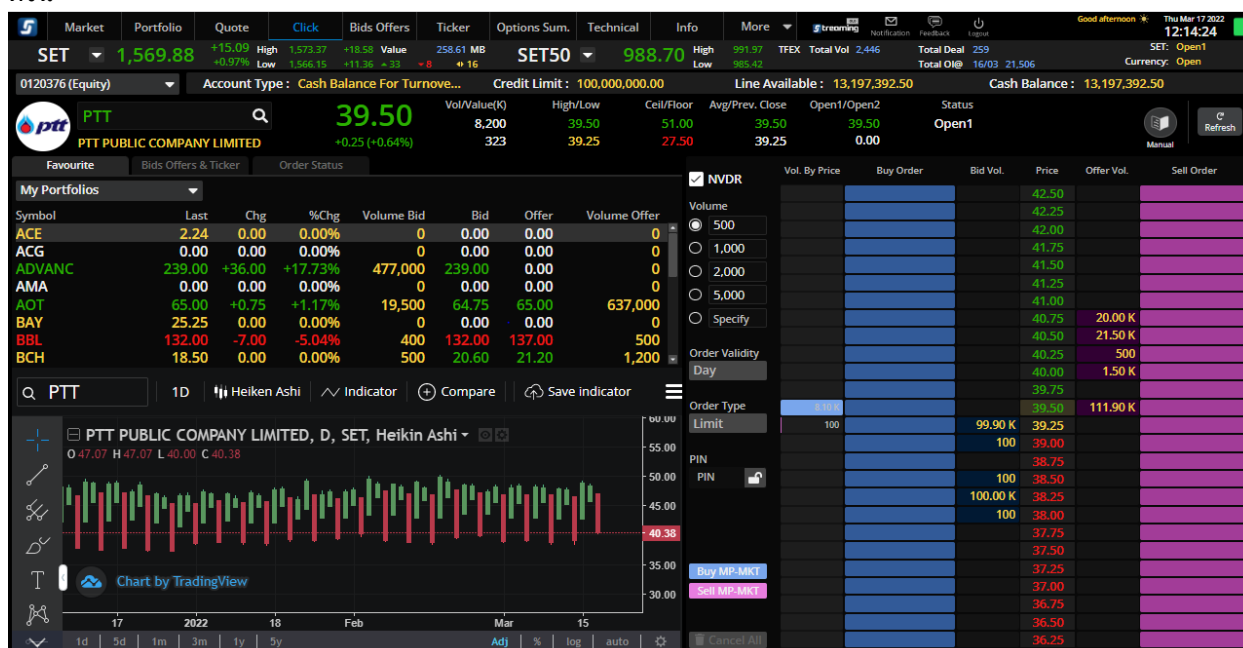 Market Portfolio Quote Click Bids Offers Ticker Options Sum. Technical Info More Streaming Notification Feedback Logout Good afternoon Thu Mar 17 2022
12:14:24
SET 1,569.88 +15.09 High 1,573.37 +18.58 Value 258.61 MB SET50 988.70 High 991.97 TFEX Total Vol 2,446 Total Deal 259 SET: Open1
+0.97% Low 1,566.15 +11.36 33 8 16 Low 985.42 Total OI@ 16/03 21,506 Currency: Open
0120376 (Equity) Account Type : Cash Balance For Turnove... Credit Limit : 100,000,000.00 Line Available : 13,197,392.50 Cash Balance : 13,197,392.50
ptt PTT 39.50 Vol/Value(K) High/Low Ceil/Floor Avg/Prev. Close Open1/Open2 Status
8,200 39.50 51.00 39.50 39.50 Open1 Manual Refresh
PTT PUBLIC COMPANY LIMITED +0.25 (+0.64%) 323 39.25 27.50 39.25 0.00
Favourite Bids Offers & Ticker Order Status
My Portfolios
Symbol Last Chg %Chg Volume Bid Bid Offer Volume Offer
ACE 2.24 0.00 0.00% 0 0.00 0.00 0
ACG 0.00 0.00 0.00% 0 0.00 0.00 0
ADVANC 239.00 +36.00 +17.73% 477,000 239.00 0.00 0
AMA 0.00 0.00 0.00% 0 0.00 0.00 0
AOT 65.00 +0.75 +1.17% 19,500 64.75 65.00 637,000
BAY 25.25 0.00 0.00% 0 0.00 0.00 0
BBL 132.00 -7.00 -5.04% 400 132.00 137.00 500
BCH 18.50 0.00 0.00% 500 20.60 21.20 1,200
PTT 1D Heiken Ashi Indicator Compare Save indicator
PTT PUBLIC COMPANY LIMITED, D, SET, Heikin Ashi
O 47.07 H 47.07 L 40.00 C 40.38
60.00
55.00
50.00
45.00
40.38
35.00
30.00
Chart by TradingView
17 2022 18 Feb Mar 15
1d 5d 1m 3m 1y 5y Adj % log auto
NVDR
Volume
500
1,000
2,000
5,000
Specify
Order Validity
Day
Order Type
Limit
PIN
PIN
Buy MP-MKT
Sell MP-MKT
Cancel All
Vol. By Price Buy Order Bid Vol. Price Offer Vol. Sell Order
42.50
42.25
42.00
41.75
41.50
41.25
41.00
40.75 20.00 K
40.50 21.50 K
40.25 500
40.00 1.50 K
39.75
8.10 K 39.50 111.90 K
100 99.90 K 39.25
100 39.00
38.75
100 38.50
100.00 K 38.25
100 38.00
37.75
37.50
37.25
37.00
36.75
36.50
36.25